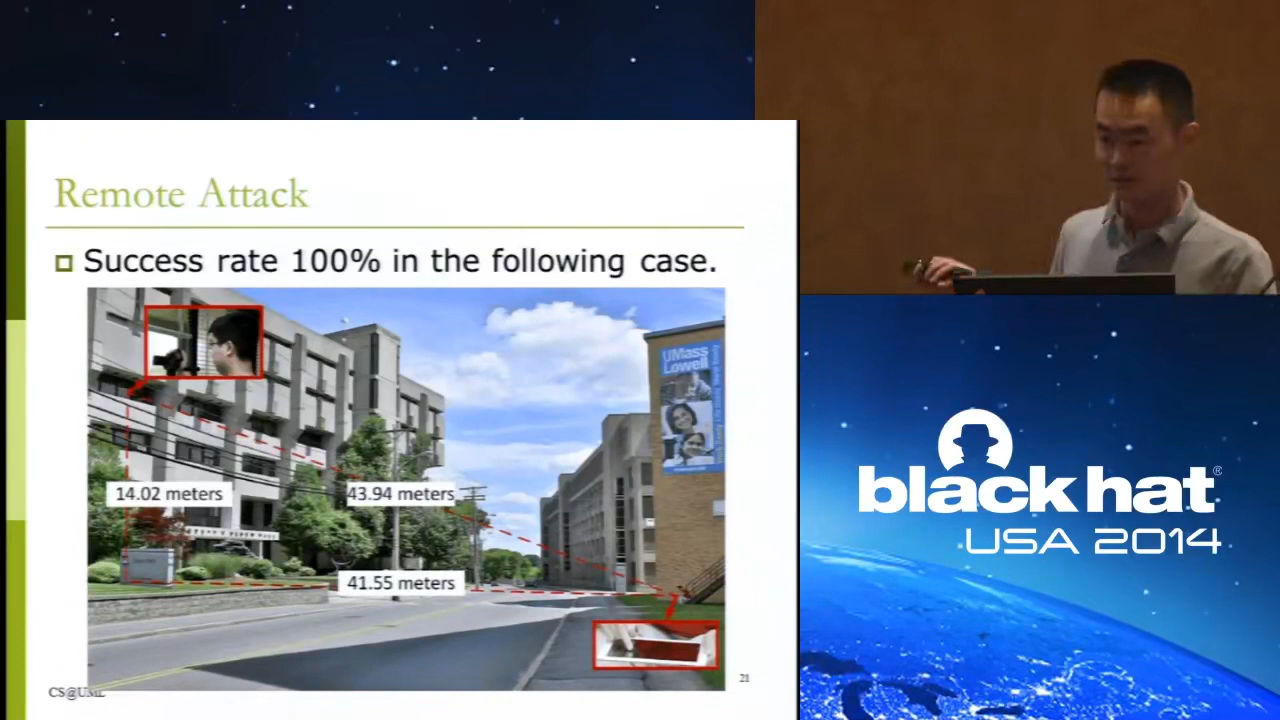 Remote Attack
Success rate 100% in the following case.
UMass
Lowell
14.02 meters
43.94 meters
41.55 meters
CS@UML
21
black hat®
USA 2014